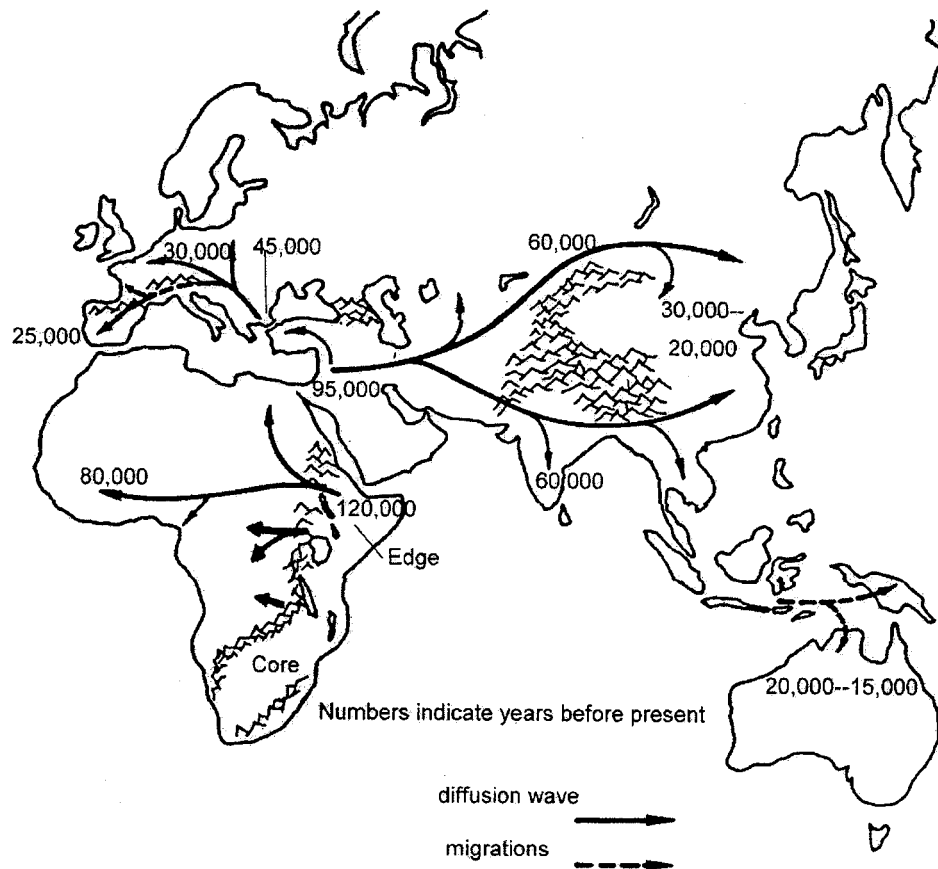 45,000
30,000
60,000
30,000--
20,000
25,000
95,000
80,000
60,000
120,000
Edge
Core
20,000--15,000
Numbers indicate years before present
diffusion wave
migrations